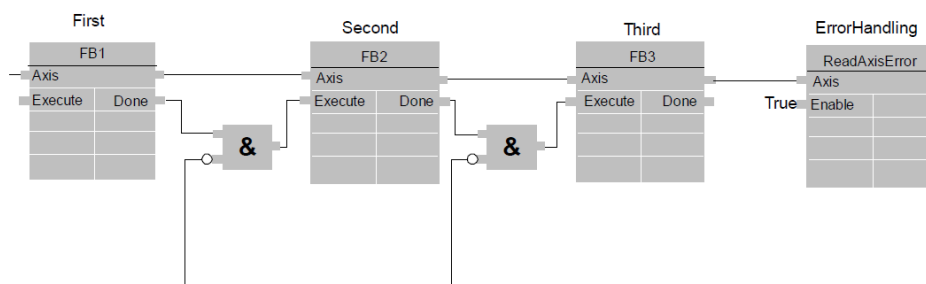 First
FB1
Axis
Execute Done
&
Second
FB2
Axis
Execute Done
&
Third
FB3
Axis
Execute Done
ErrorHandling
ReadAxisError
Axis
True
Enable